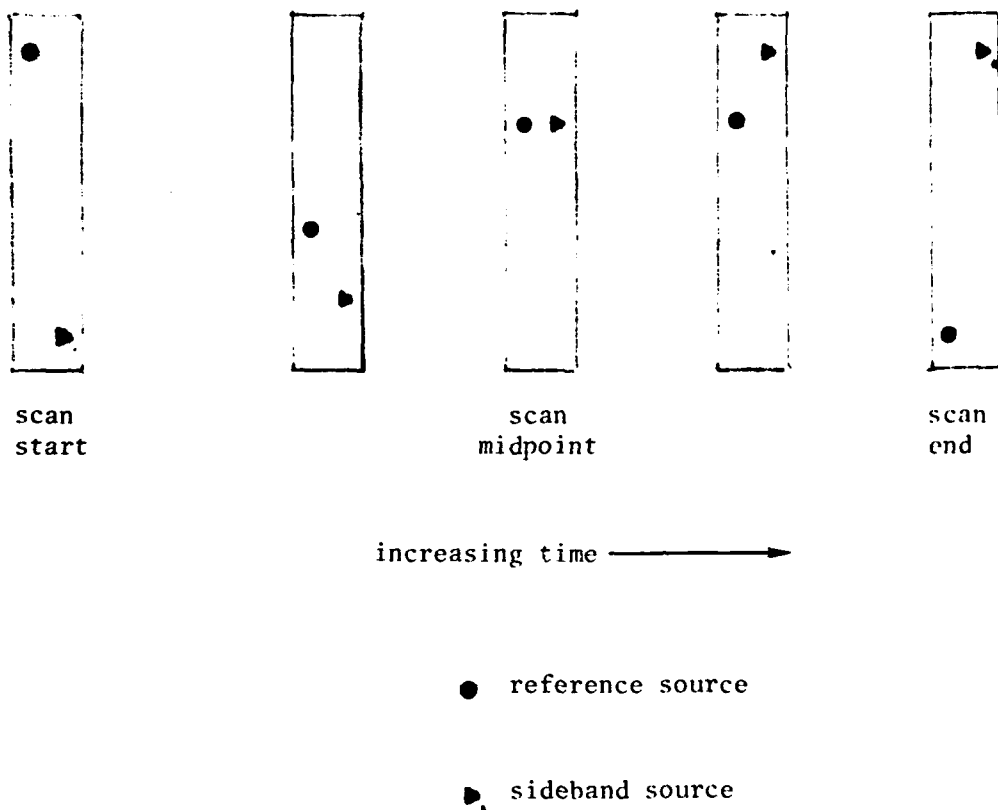 scan
start
scan
midpoint
scan
end
increasing time
reference source
sideband source